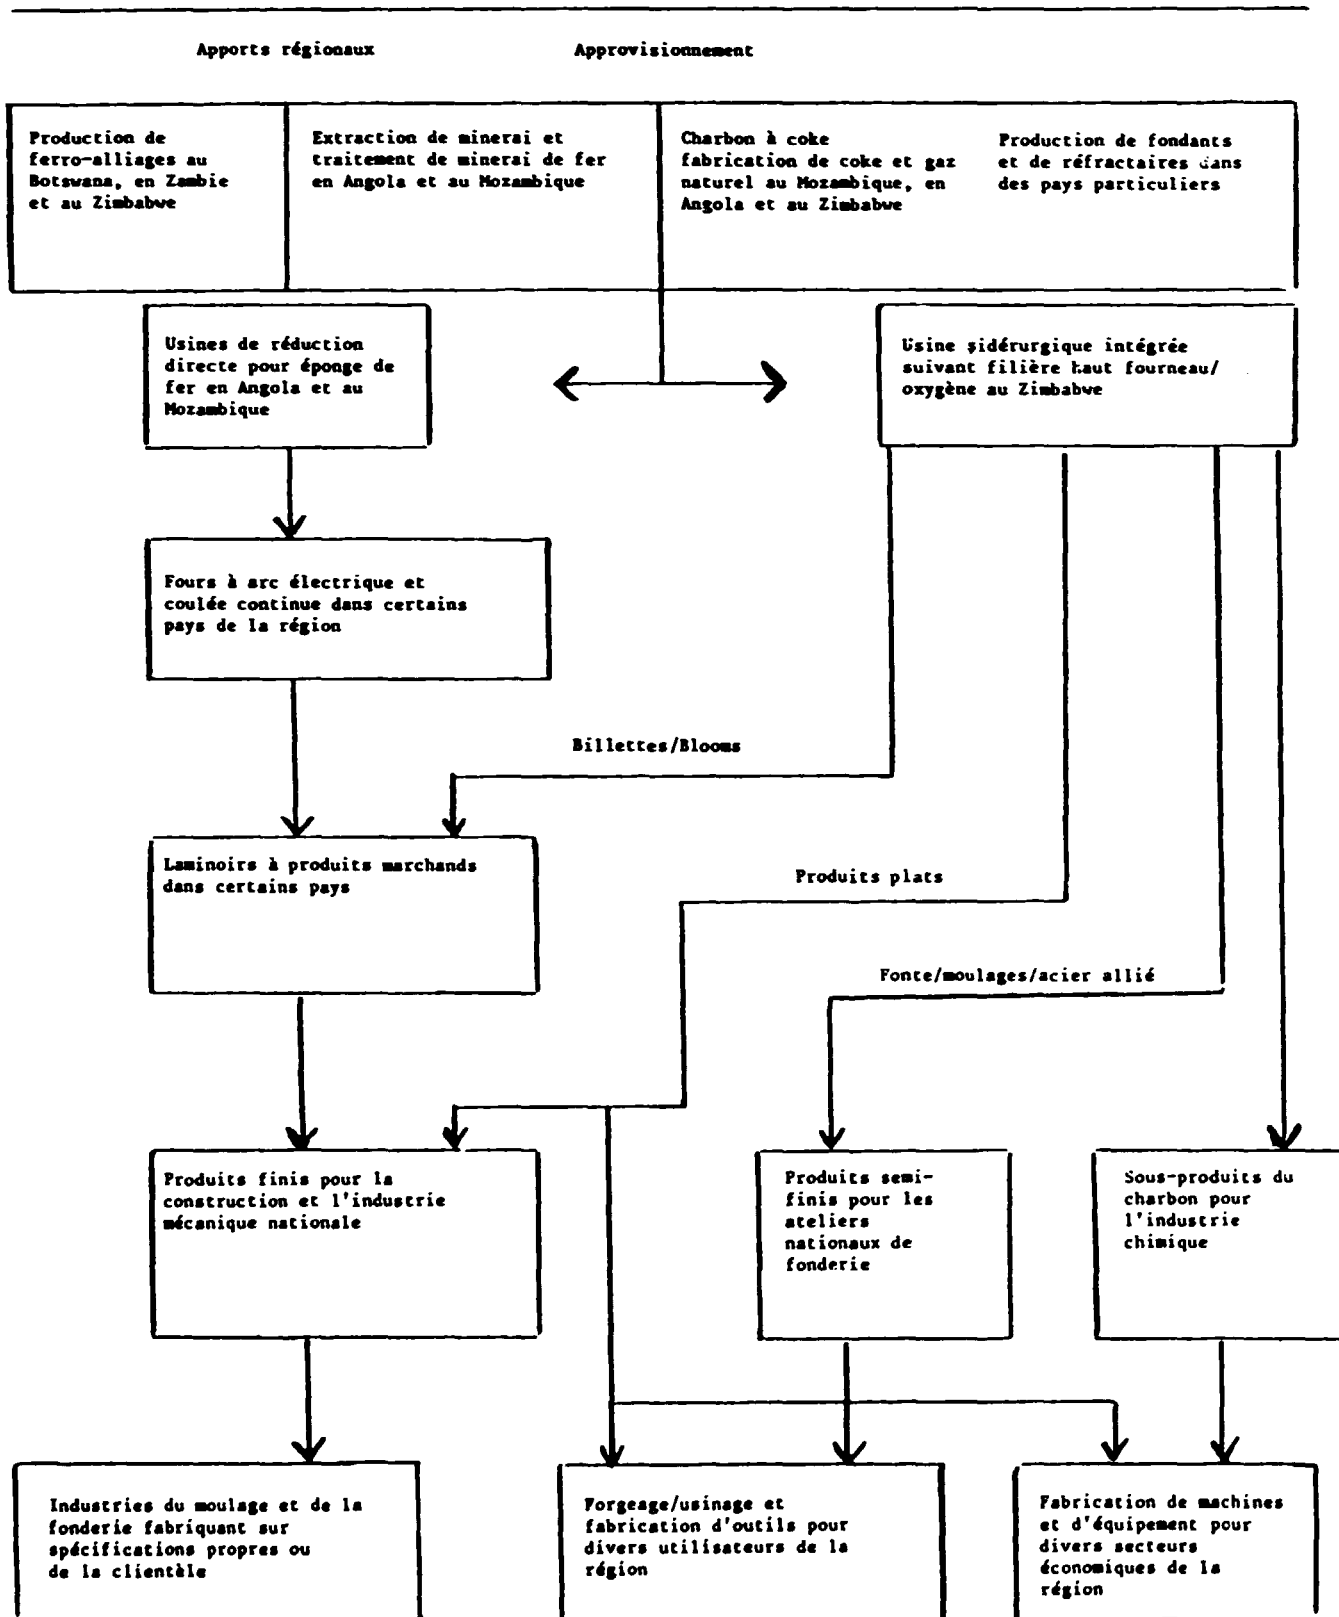 Apports régionaux
Approvisionnement
Production de
ferro-alliages au
Botswana, en Zambie
et au Zimbabwe
Extraction de minerai et
traitement de minerai de fer
en Angola et au Mozambique
Charbon à coke
fabrication de coke et gaz
naturel au Mozambique, en
Angola et au Zimbabwe
Production de fondants
et de réfractaires dans
des pays particuliers
Usines de réduction
directe pour éponge de
fer en Angola et au
Mozambique
Usine sidérurgique intégrée
suivant filière haut fourneau/
oxygène au Zimbabwe
Fours à arc électrique et
coulée continue dans certains
pays de la région
Billettes/Blooms
Laminoirs à produits marchands
dans certains pays
Produits plats
Fonte/moulages/acier allié
Produits finis pour la
construction et l'industrie
mécanique nationale
Produits semi-
finis pour les
ateliers
nationaux de
fonderie
Sous-produits du
charbon pour
l'industrie
chimique
Industries du moulage et de la
fonderie fabriquant sur
spécifications propres ou
de la clientèle
Forgeage/usinage et
fabrication d'outils pour
divers utilisateurs de la
région
Fabrication de machines
et d'équipement pour
divers secteurs
économiques de la
région